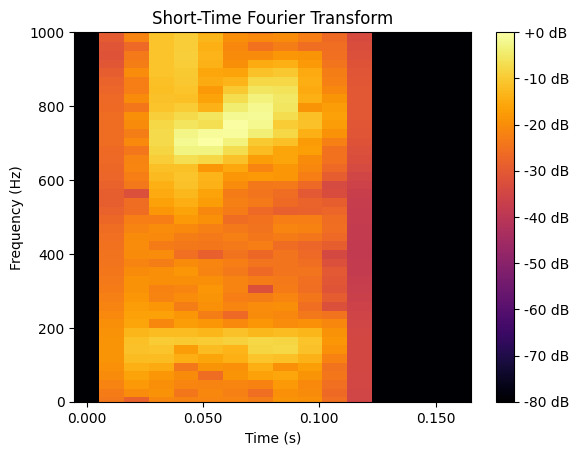 Short-Time Fourier Transform
1000
800
600
400
200
0
Frequency (Hz)
0.000
0.050
0.100
0.150
Time (s)
+0 dB
-10 dB
-20 dB
-30 dB
-40 dB
-50 dB
-60 dB
-70 dB
-80 dB